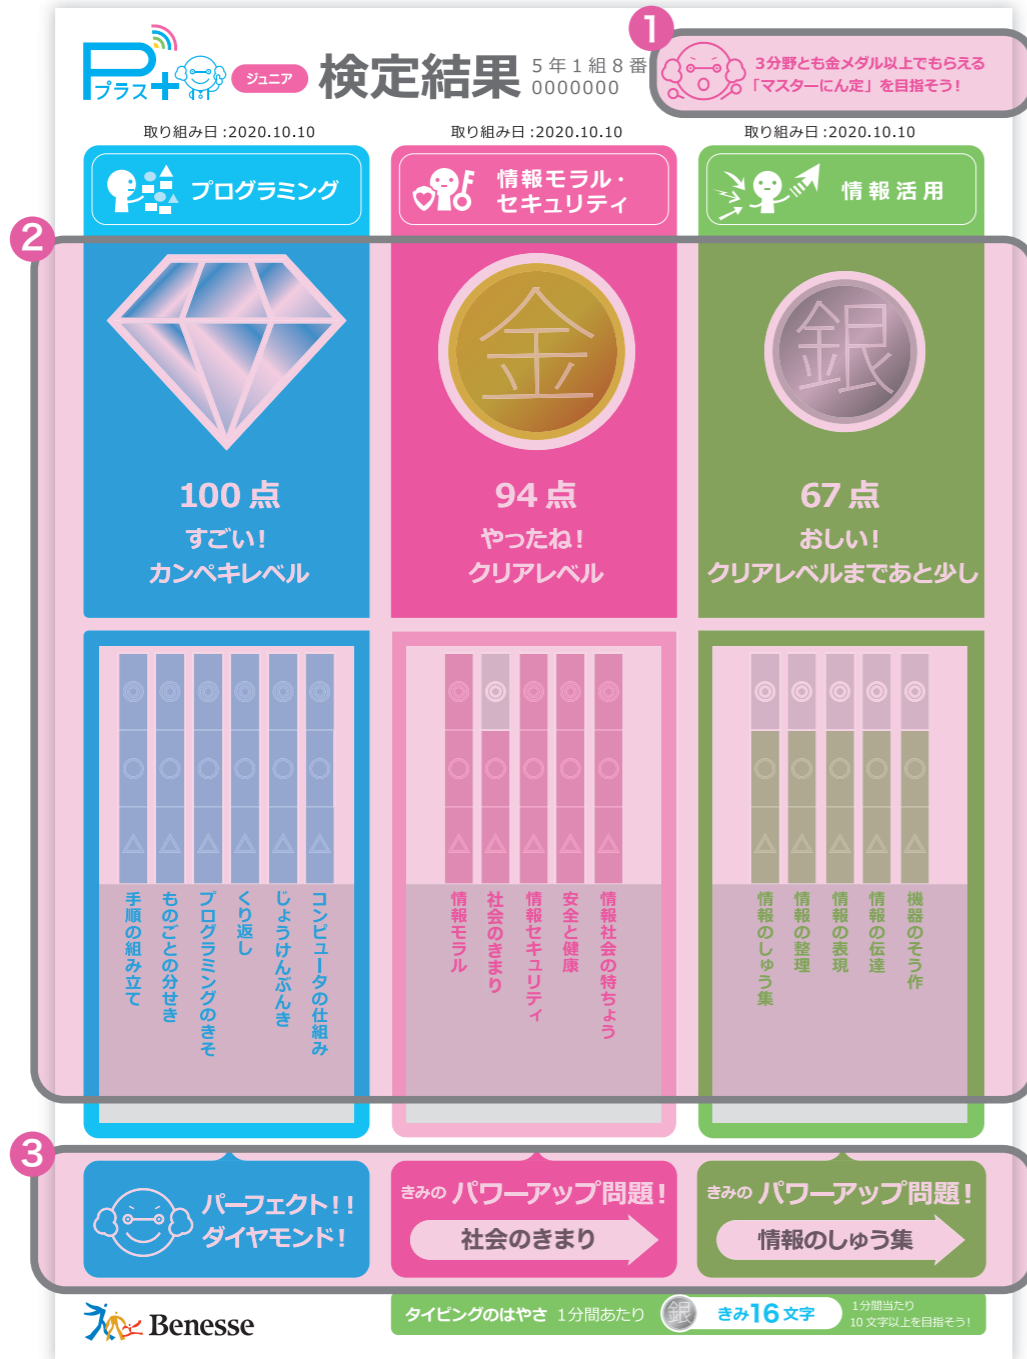 1
P
プラス+
ジュニア
検定結果
5年1組8番
0000000
3分野とも金メダル以上でもらえる
「マスターにん定」を目指そう!
取り組み日:2020.10.10
取り組み日:2020.10.10
取り組み日:2020.10.10
プログラミング
情報モラル・
セキュリティ
情報活用
2
金
銀
100点
すごい!
カンペキレベル
94点
やったね!
クリアレベル
67点
おしい!
クリアレベルまであと少し
手順の組み立て
ものごとの分せき
プログラミングのきそ
くり返し
じょうけんぶんき
コンピュータの仕組み
情報モラル
社会のきまり
情報セキュリティ
安全と健康
情報社会の特ちょう
情報のしゅう集
情報の整理
情報の表現
情報の伝達
機器のそう作
3
パーフェクト!!
ダイヤモンド!
きみの パワーアップ問題!
社会のきまり
きみの パワーアップ問題!
情報のしゅう集
Benesse
タイピングのはやさ 1分間あたり 銀 きみ16文字
1分間当たり
10文字以上を目指そう!